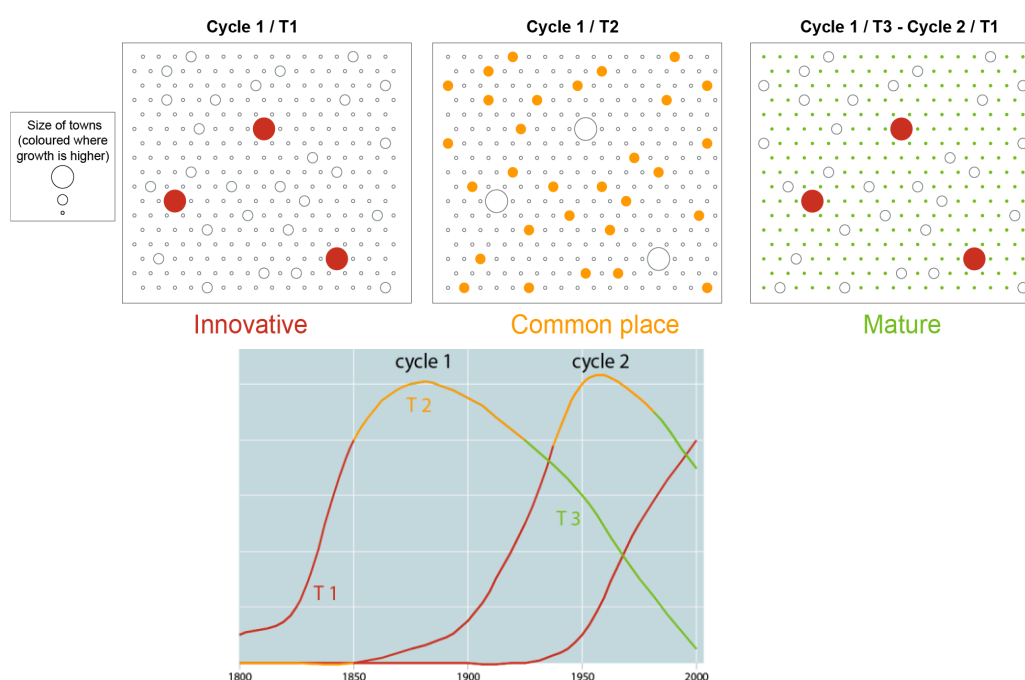 Cycle 1 / T1
Cycle 1 / T2
Cycle 1 / T3 - Cycle 2 / T1
Size of towns
(coloured where
growth is higher)
Innovative
Common place
Mature
cycle 1
cycle 2
T 2
T 3
T 1
1800
1850
1900
1950
2000